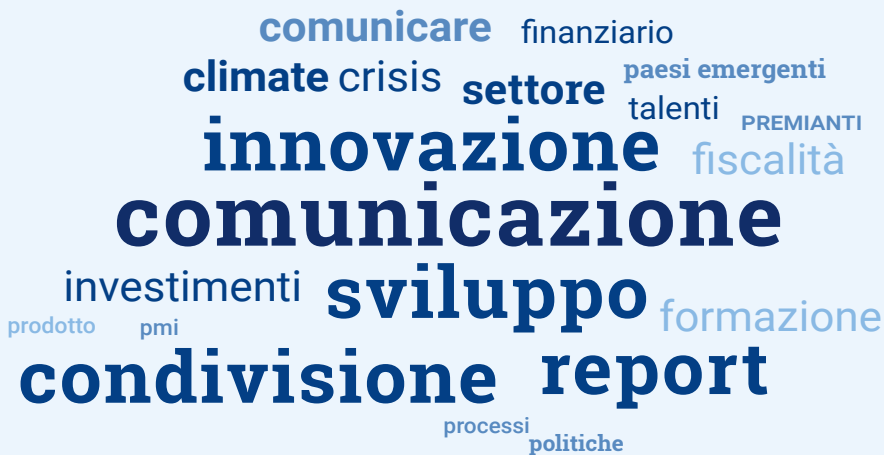 comunicare finanziario
climate crisis settore paesi emergenti
talenti PREMIANTI
innovazione fiscalità
comunicazione
investimenti sviluppo formazione
prodotto pmi
condivisione report
processi
politiche